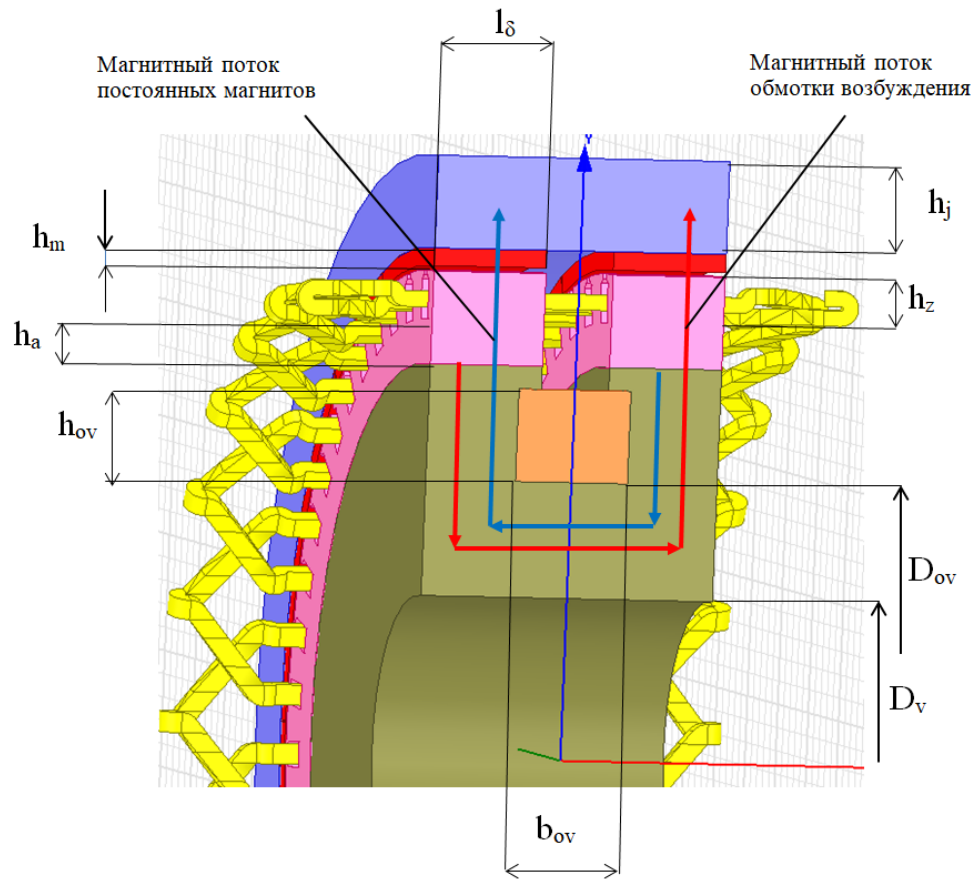 lδ
Магнитный поток
постоянных магнитов
Магнитный поток
обмотки возбуждения
Y
hj
hm
hz
ha
hov
Dov
Dv
bov